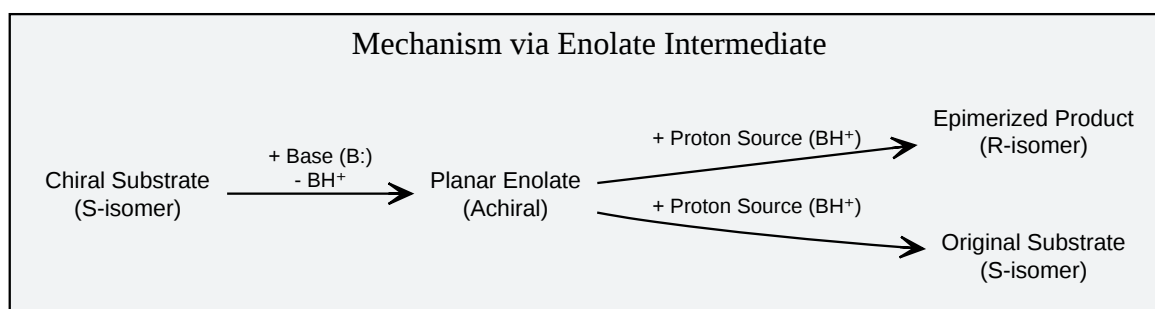 Mechanism via Enolate Intermediate
Chiral Substrate
(S-isomer)
+ Base (B:)
- BH⁺
Planar Enolate
(Achiral)
+ Proton Source (BH⁺)
Epimerized Product
(R-isomer)
+ Proton Source (BH⁺)
Original Substrate
(S-isomer)